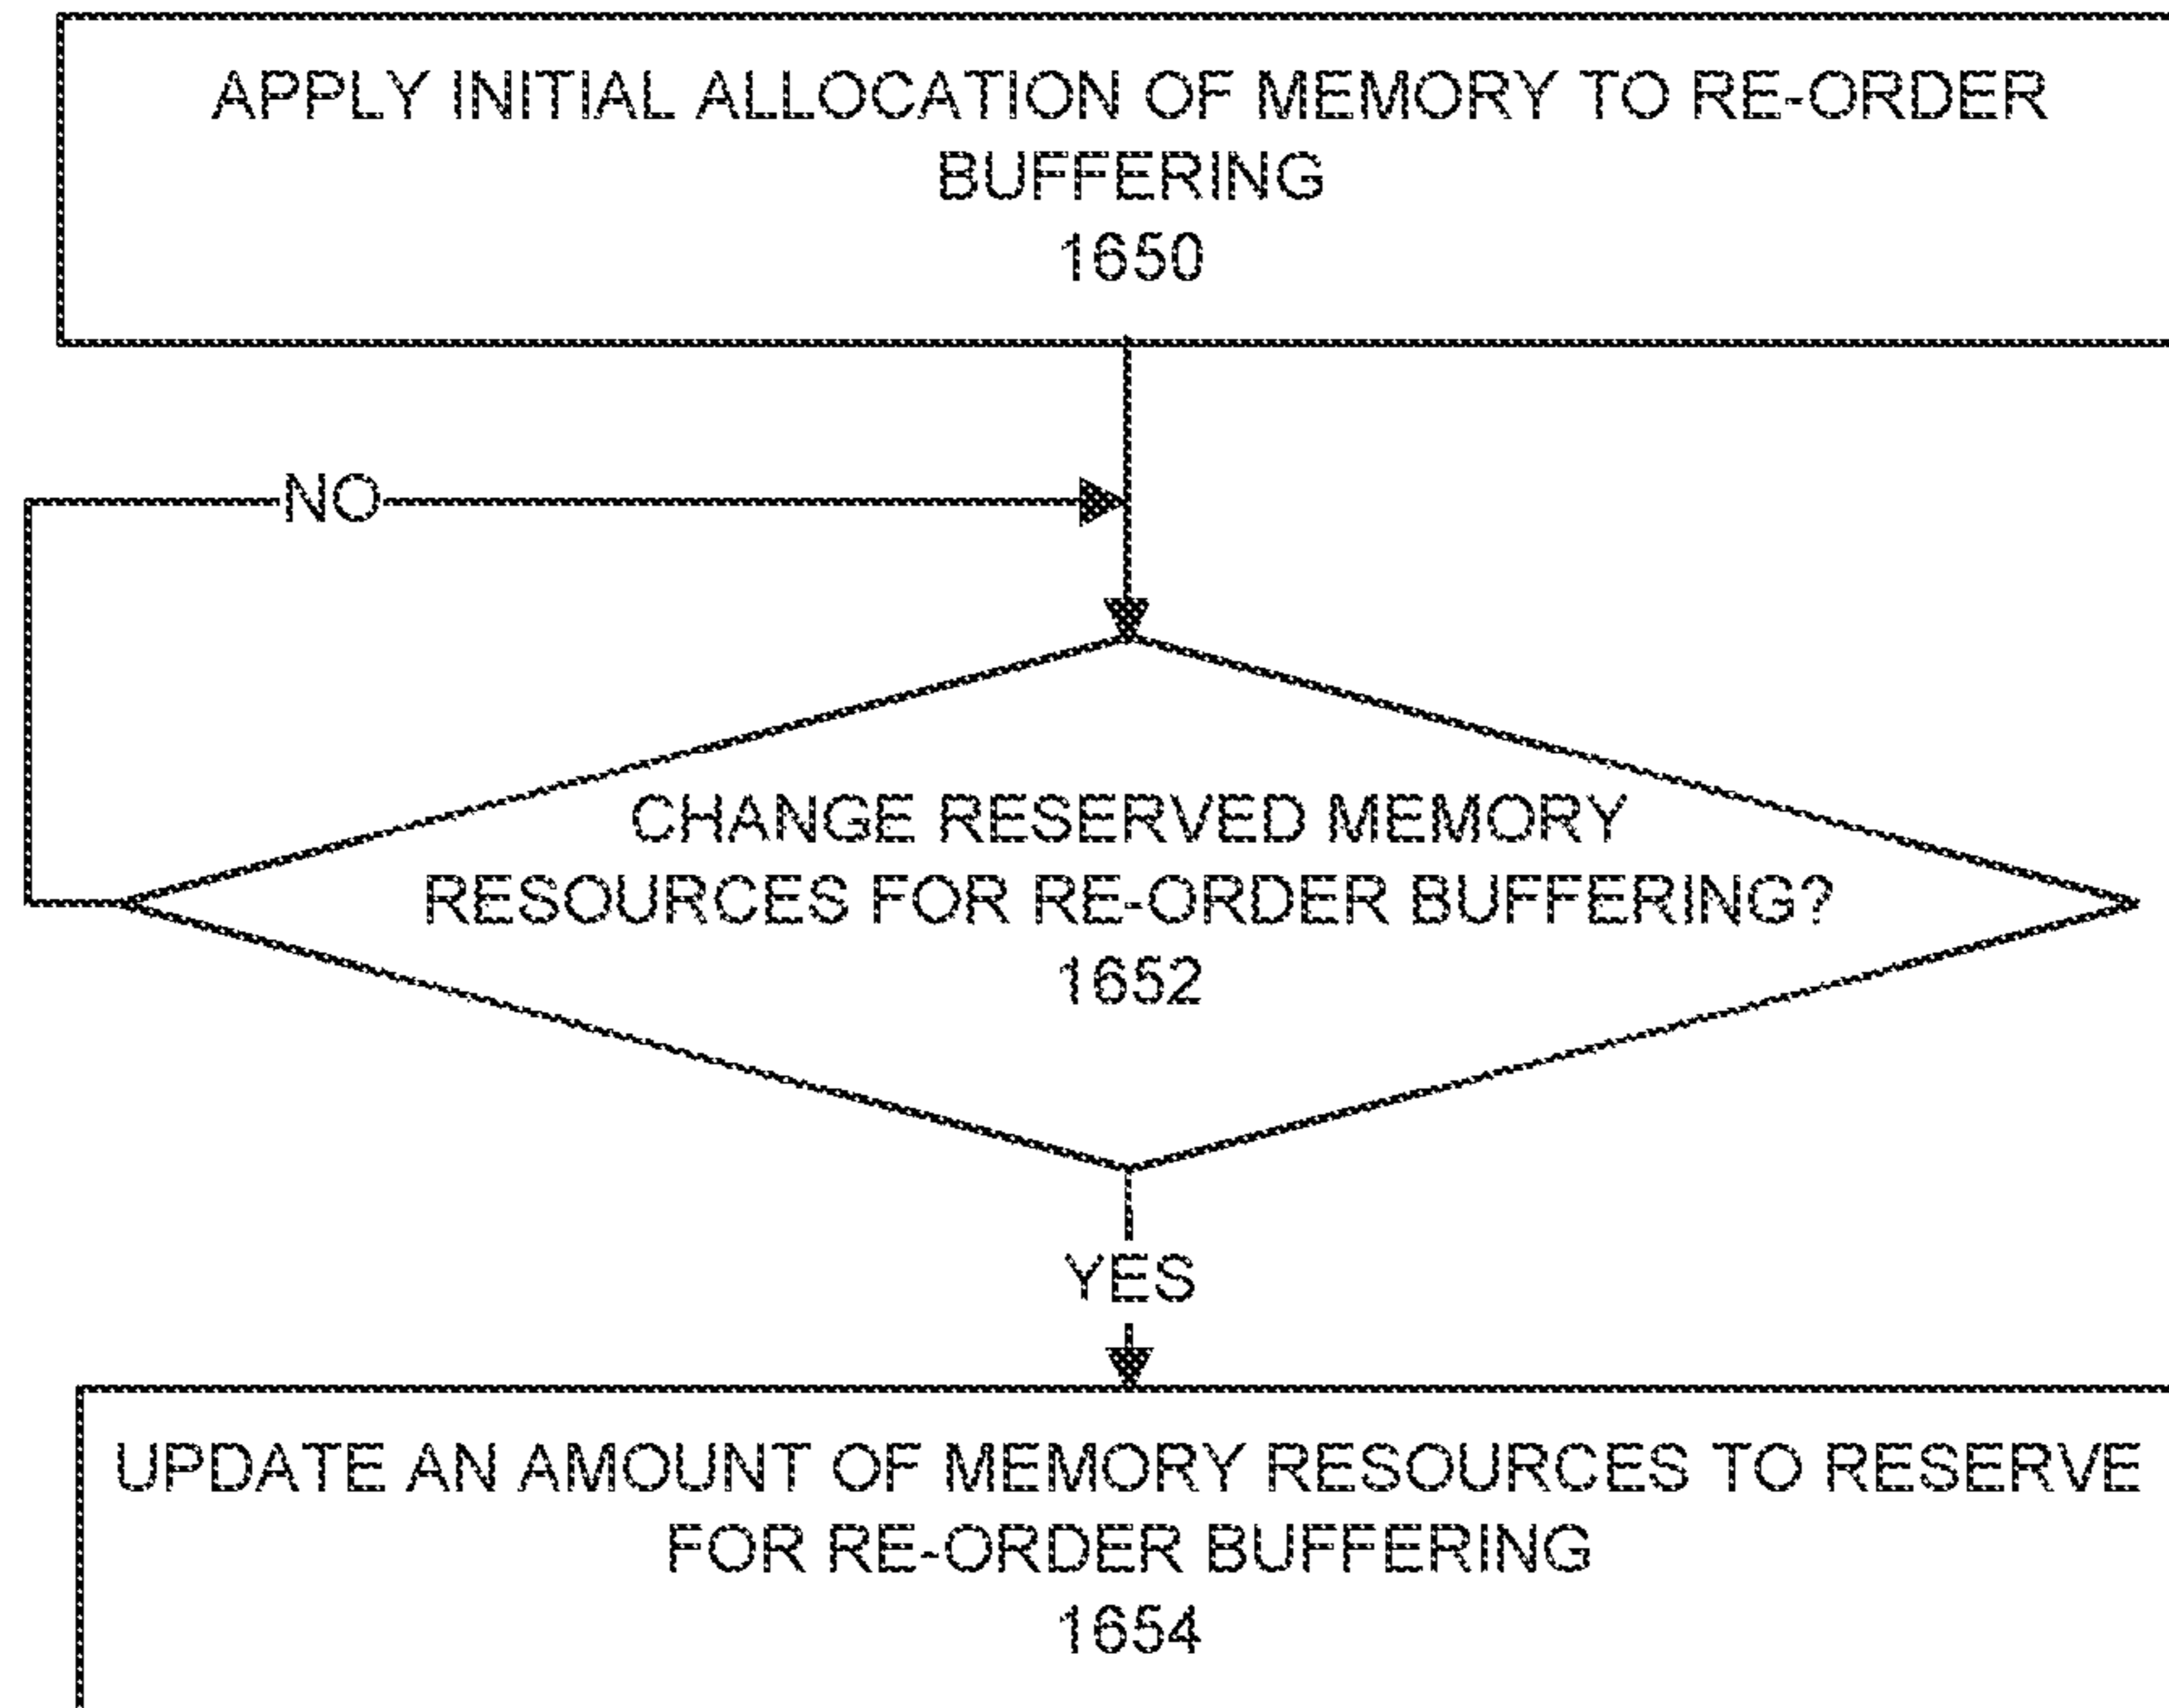 APPLY INITIAL ALLOCATION OF MEMORY TO RE-ORDER
BUFFERING
1650
NO
CHANGE RESERVED MEMORY
RESOURCES FOR RE-ORDER BUFFERING?
1652
YES
UPDATE AN AMOUNT OF MEMORY RESOURCES TO RESERVE
FOR RE-ORDER BUFFERING
1654